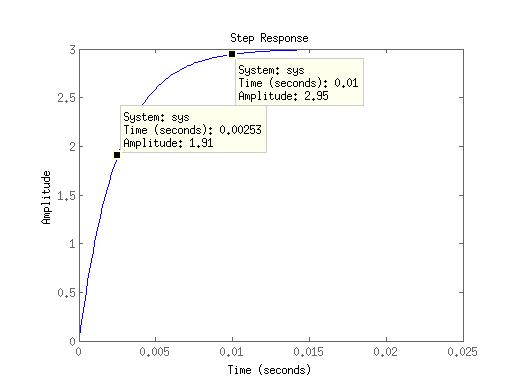 Step Response
3
2.5
2
1.5
1
0.5
0
System: sys
Time (seconds): 0.01
Amplitude: 2.95
System: sys
Time (seconds): 0.00253
Amplitude: 1.91
Amplitude
0 0.005 0.01 0.015 0.02 0.025
Time (seconds)